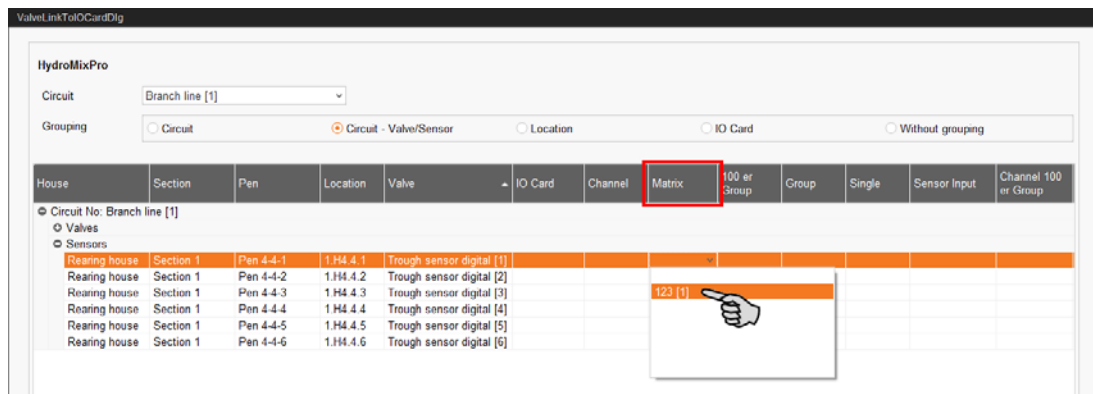 ValveLinkToIOCardDlg
HydroMixPro
Circuit Branch line [1]
Grouping Circuit Circuit - Valve/Sensor Location IO Card Without grouping
House Section Pen Location Valve IO Card Channel Matrix 100 er Group Group Single Sensor Input Channel 100 er Group
Circuit No: Branch line [1]
Valves
Sensors
Rearing house Section 1 Pen 4-4-1 1.H4.4.1 Trough sensor digital [1]
Rearing house Section 1 Pen 4-4-2 1.H4.4.2 Trough sensor digital [2]
123 [1]
Rearing house Section 1 Pen 4-4-3 1.H4.4.3 Trough sensor digital [3]
Rearing house Section 1 Pen 4-4-4 1.H4.4.4 Trough sensor digital [4]
Rearing house Section 1 Pen 4-4-5 1.H4.4.5 Trough sensor digital [5]
Rearing house Section 1 Pen 4-4-6 1.H4.4.6 Trough sensor digital [6]